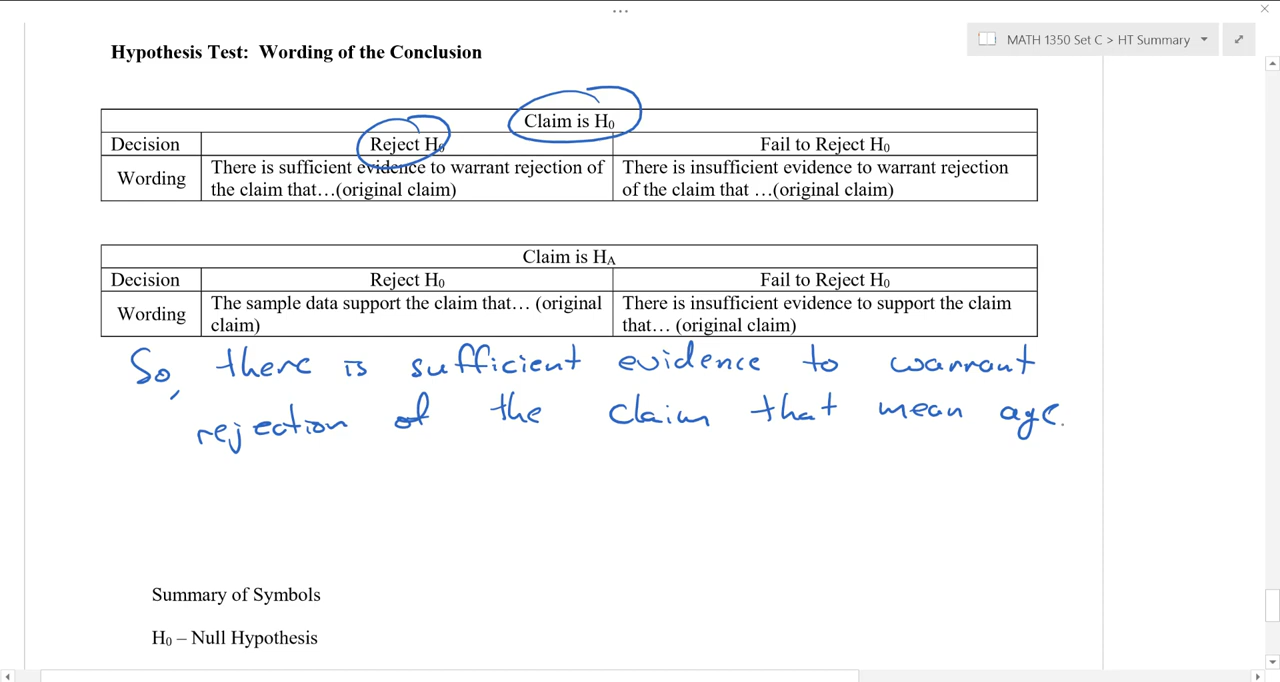 MATH 1350 Set C > HT Summary
Hypothesis Test: Wording of the Conclusion
Claim is H₀
Decision Reject H₀ Fail to Reject H₀
Wording There is sufficient evidence to warrant rejection of the claim that…(original claim) There is insufficient evidence to warrant rejection of the claim that …(original claim)
Claim is Hₐ
Decision Reject H₀ Fail to Reject H₀
Wording The sample data support the claim that… (original claim) There is insufficient evidence to support the claim that… (original claim)
So, there is sufficient evidence to warrant
rejection of the claim that mean age.
Summary of Symbols
H₀ – Null Hypothesis